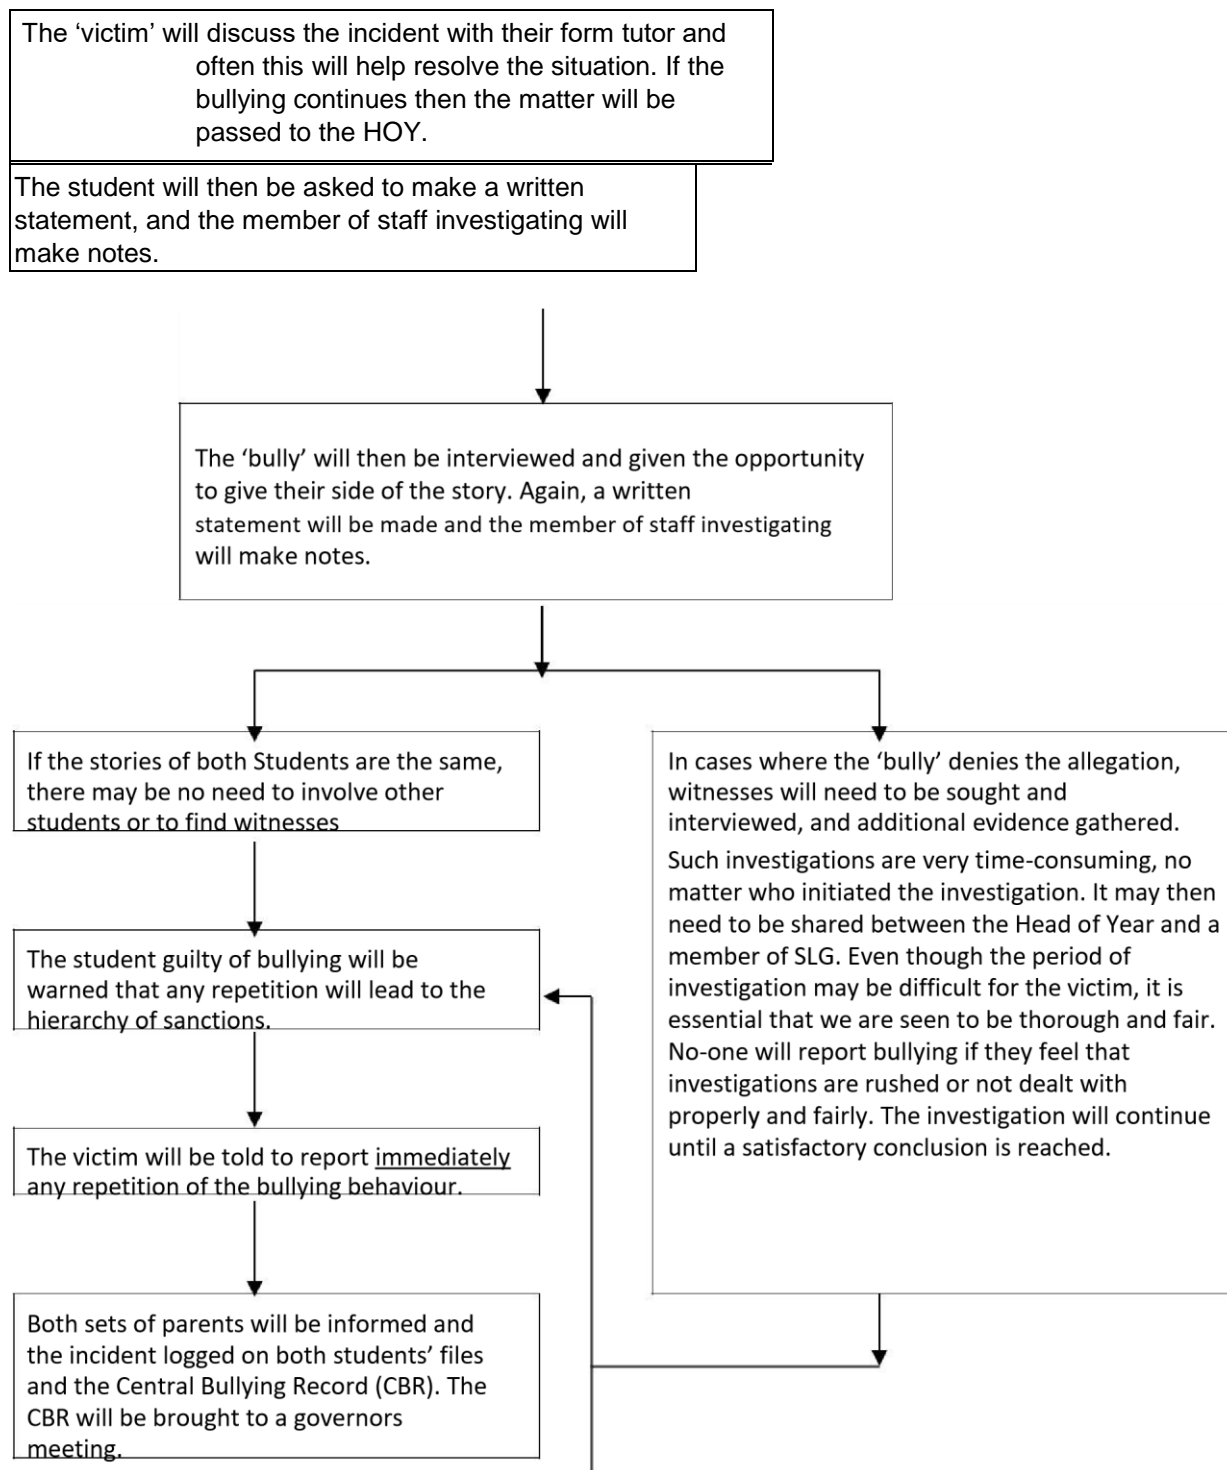 The ‘victim’ will discuss the incident with their form tutor and
often this will help resolve the situation. If the
bullying continues then the matter will be
passed to the HOY.
The student will then be asked to make a written
statement, and the member of staff investigating will
make notes.
The ‘bully’ will then be interviewed and given the opportunity
to give their side of the story. Again, a written
statement will be made and the member of staff investigating
will make notes.
If the stories of both Students are the same,
there may be no need to involve other
students or to find witnesses
The student guilty of bullying will be
warned that any repetition will lead to the
hierarchy of sanctions.
The victim will be told to report immediately
any repetition of the bullying behaviour.
Both sets of parents will be informed and
the incident logged on both students’ files
and the Central Bullying Record (CBR). The
CBR will be brought to a governors
meeting.
In cases where the ‘bully’ denies the allegation,
witnesses will need to be sought and
interviewed, and additional evidence gathered.
Such investigations are very time-consuming, no
matter who initiated the investigation. It may then
need to be shared between the Head of Year and a
member of SLG. Even though the period of
investigation may be difficult for the victim, it is
essential that we are seen to be thorough and fair.
No-one will report bullying if they feel that
investigations are rushed or not dealt with
properly and fairly. The investigation will continue
until a satisfactory conclusion is reached.